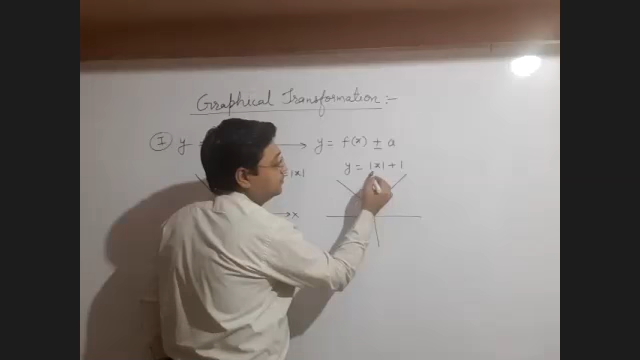 Graphical Transformation :-
I y = → y = f(x) ± a
= |x| y = |x| + 1
x